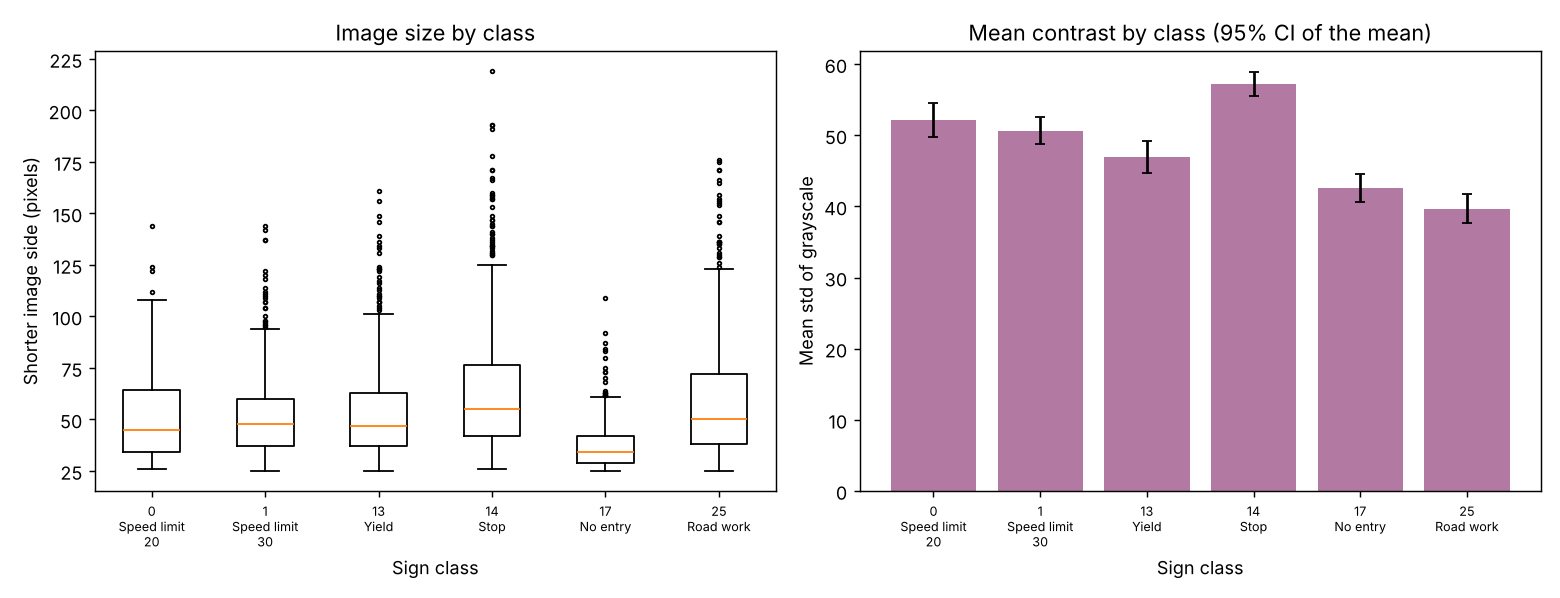 Image size by class
Shorter image side (pixels)
225
200
175
150
125
100
75
50
25
0 1 13 14 17 25
Speed limit Speed limit Yield Stop No entry Road work
20 30
Sign class
Mean contrast by class (95% CI of the mean)
Mean std of grayscale
60
50
40
30
20
10
0
0 1 13 14 17 25
Speed limit Speed limit Yield Stop No entry Road work
20 30
Sign class